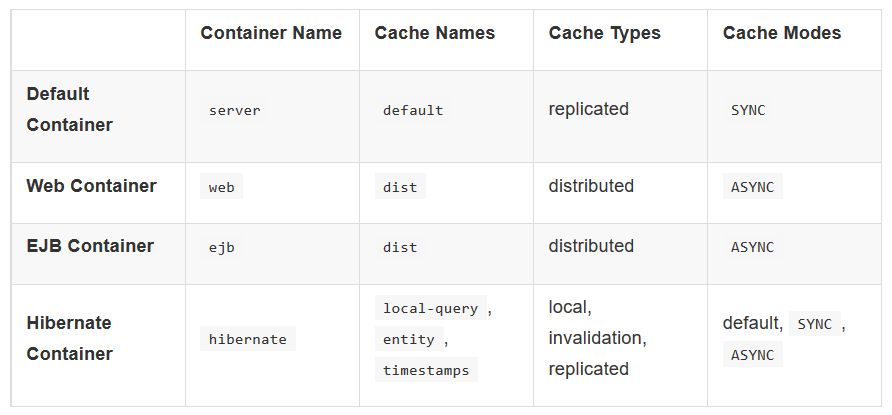 Container Name Cache Names Cache Types Cache Modes
Default
Container server default replicated SYNC
Web Container web dist distributed ASYNC
EJB Container ejb dist distributed ASYNC
Hibernate
Container hibernate local-query ,
entity ,
timestamps local,
invalidation,
replicated default, SYNC ,
ASYNC